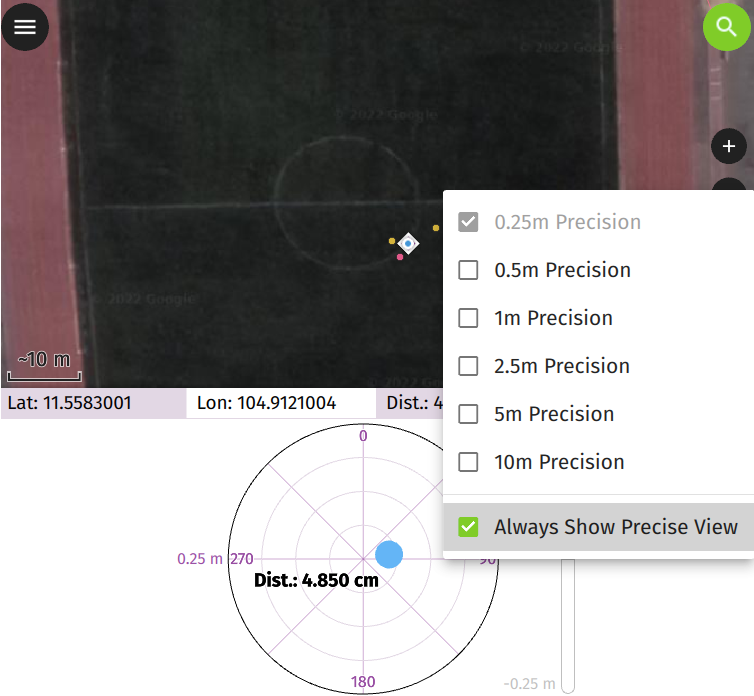 © 2022 Google
© 2022 Google
0.25m Precision
0.5m Precision
© 2022 Google
1m Precision
~10 m
2.5m Precision
Lat: 11.5583001
Lon: 104.9121004
Dist.: 4
5m Precision
0
10m Precision
Always Show Precise View
0.25 m
270
90
Dist.: 4.850 cm
180
-0.25 m